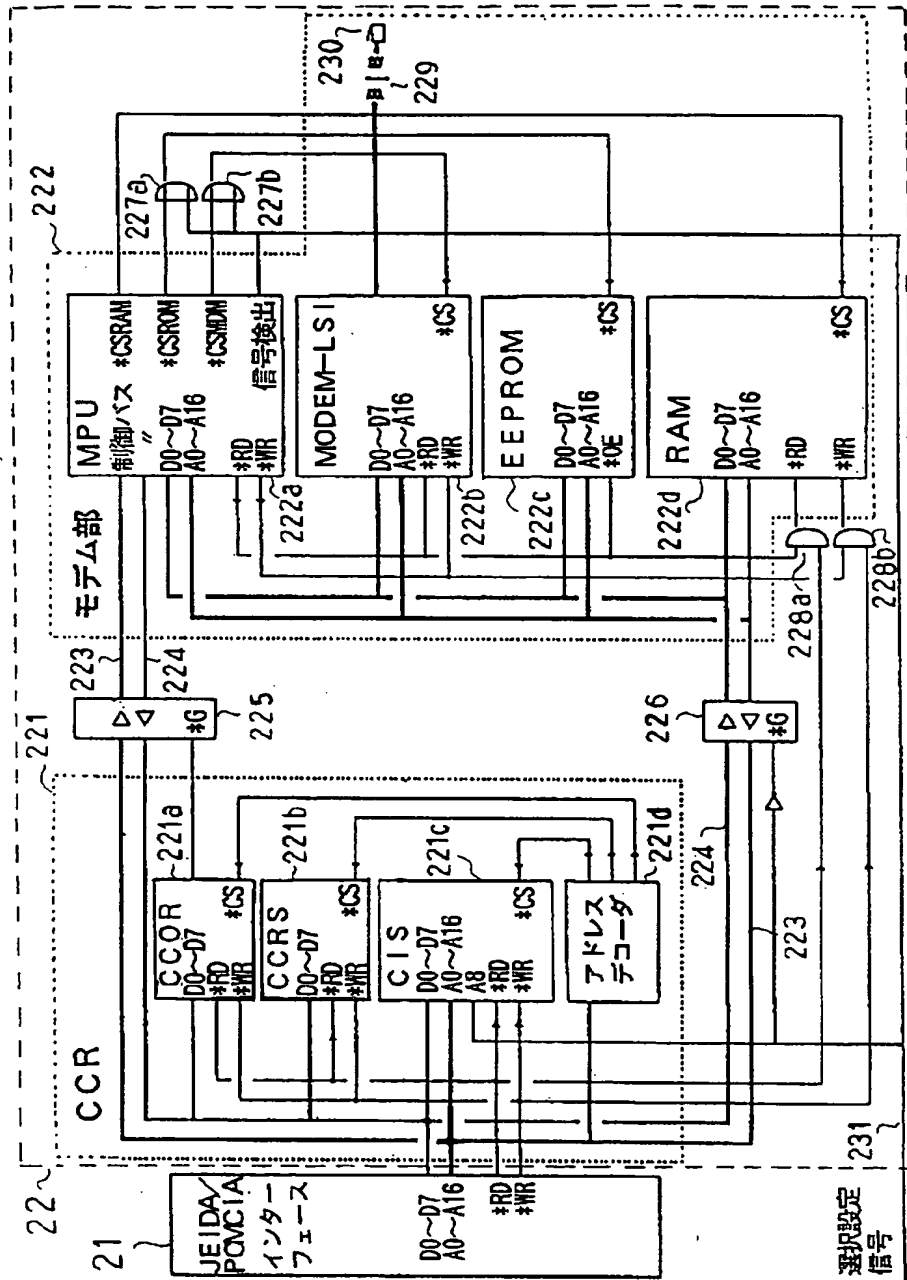 22
21
JEIDA/
PCMCIA
インター
フェース
D0~D7
A0~A16
*RD
*WR
選択設定
信号
231
221
CCR
221a
CCOR
D0~D7
*RD
*WR
*CS
221b
CCRS
D0~D7
*RD
*WR
*CS
221c
CIS
D0~D7
A0~A16
A8
*RD
*WR
*CS
221d
アドレス
デコーダ
223
224
225
*G
226
*G
224
223
222
モデム部
MPU
制御バス
〃
D0~D7
A0~A16
*RD
*WR
*CSRAM
*CSROM
*CSMDM
信号検出
222a
227a
227b
MODEM-LSI
D0~D7
A0~A16
*RD
*WR
*CS
222b
EEPROM
D0~D7
A0~A16
*OE
*CS
222c
RAM
D0~D7
A0~A16
*RD
*WR
*CS
222d
228a
228b
229
230